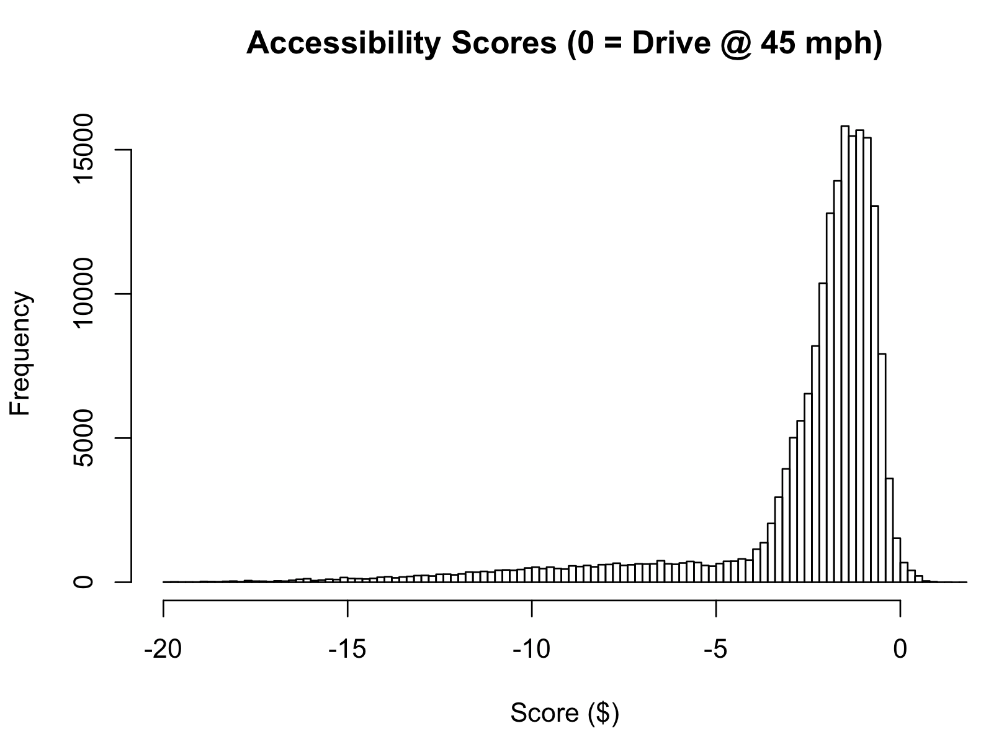 Accessibility Scores (0 = Drive @ 45 mph)
15000
10000
5000
0
Frequency
-20 -15 -10 -5 0
Score ($)